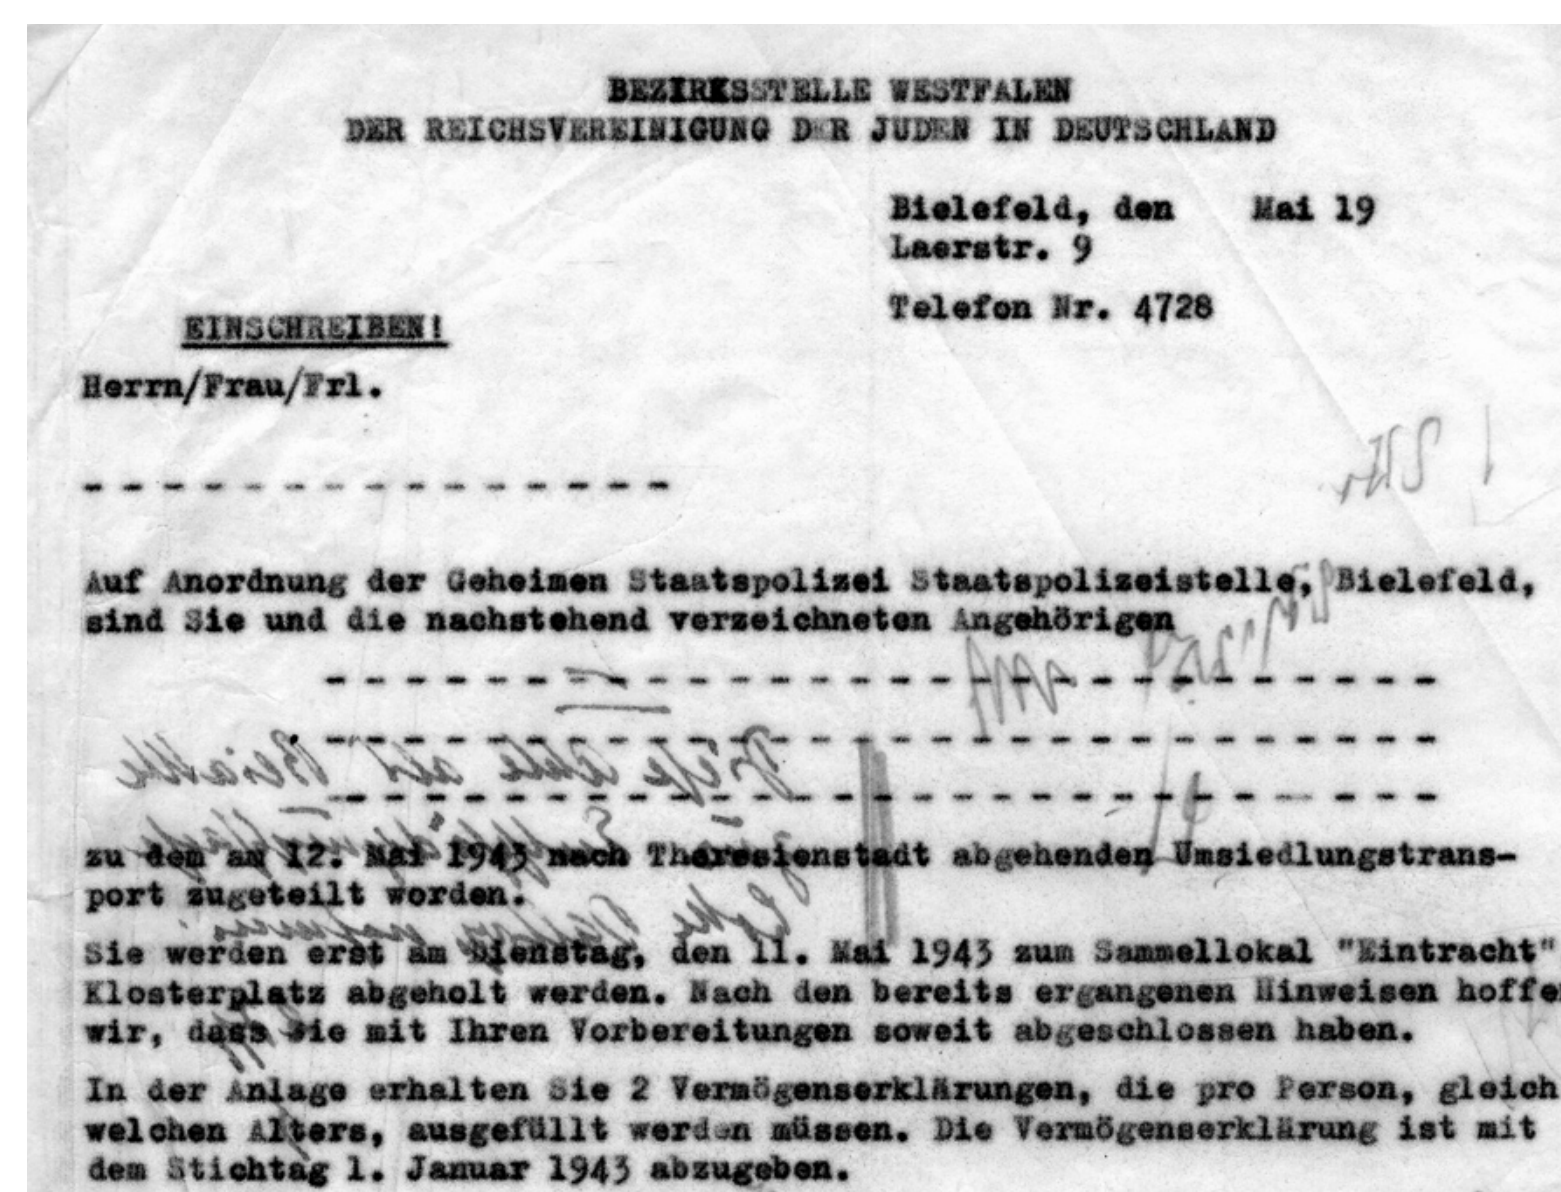 BEZIRKSSTELLE WESTFALEN
DER REICHSVEREINIGUNG DER JUDEN IN DEUTSCHLAND
Bielefeld, den Mai 19
Laerstr. 9
Telefon Nr. 4728
EINSCHREIBEN!
Herrn/Frau/Frl.
- - - - - - - - - - - - - - -
Auf Anordnung der Geheimen Staatspolizei Staatspolizeistelle, Bielefeld,
sind Sie und die nachstehend verzeichneten Angehörigen
- - - - - - - - - - - - - - - - - - - - - - - - - - - -
- - - - - - - - - - - - - - - - - - - - - - - - - - - -
- - - - - - - - - - - - - - - - - - - - - - - - - - - -
zu dem am 12. Mai 1943 nach Theresienstadt abgehenden Umsiedlungstrans-
port zugeteilt worden.
Sie werden erst am Dienstag, den 11. Mai 1943 zum Sammellokal "Eintracht"
Klosterplatz abgeholt werden. Nach den bereits ergangenen Hinweisen hoffen
wir, dass Sie mit Ihren Vorbereitungen soweit abgeschlossen haben.
In der Anlage erhalten Sie 2 Vermögenserklärungen, die pro Person, gleich
welchen Alters, ausgefüllt werden müssen. Die Vermögenserklärung ist mit
dem Stichtag 1. Januar 1943 abzugeben.